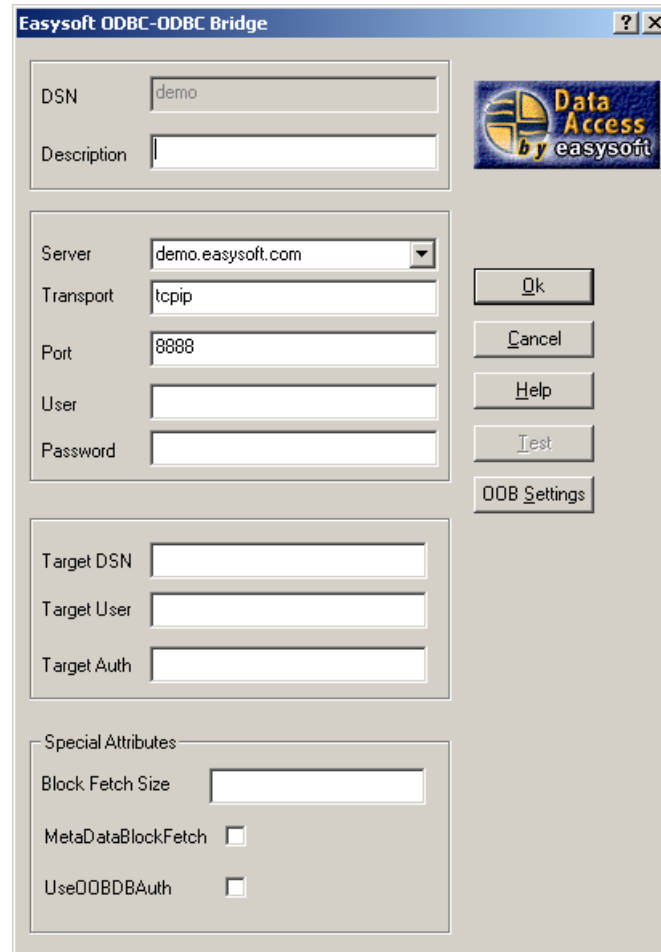 Easysoft ODBC-ODBC Bridge
DSN demo
Description
Data
Access
by easysoft
Server demo.easysoft.com
Transport tcpip
Port 8888
User
Password
Ok
Cancel
Help
Test
OOB Settings
Target DSN
Target User
Target Auth
Special Attributes
Block Fetch Size
MetaDataBlockFetch
UseOOBDBAuth